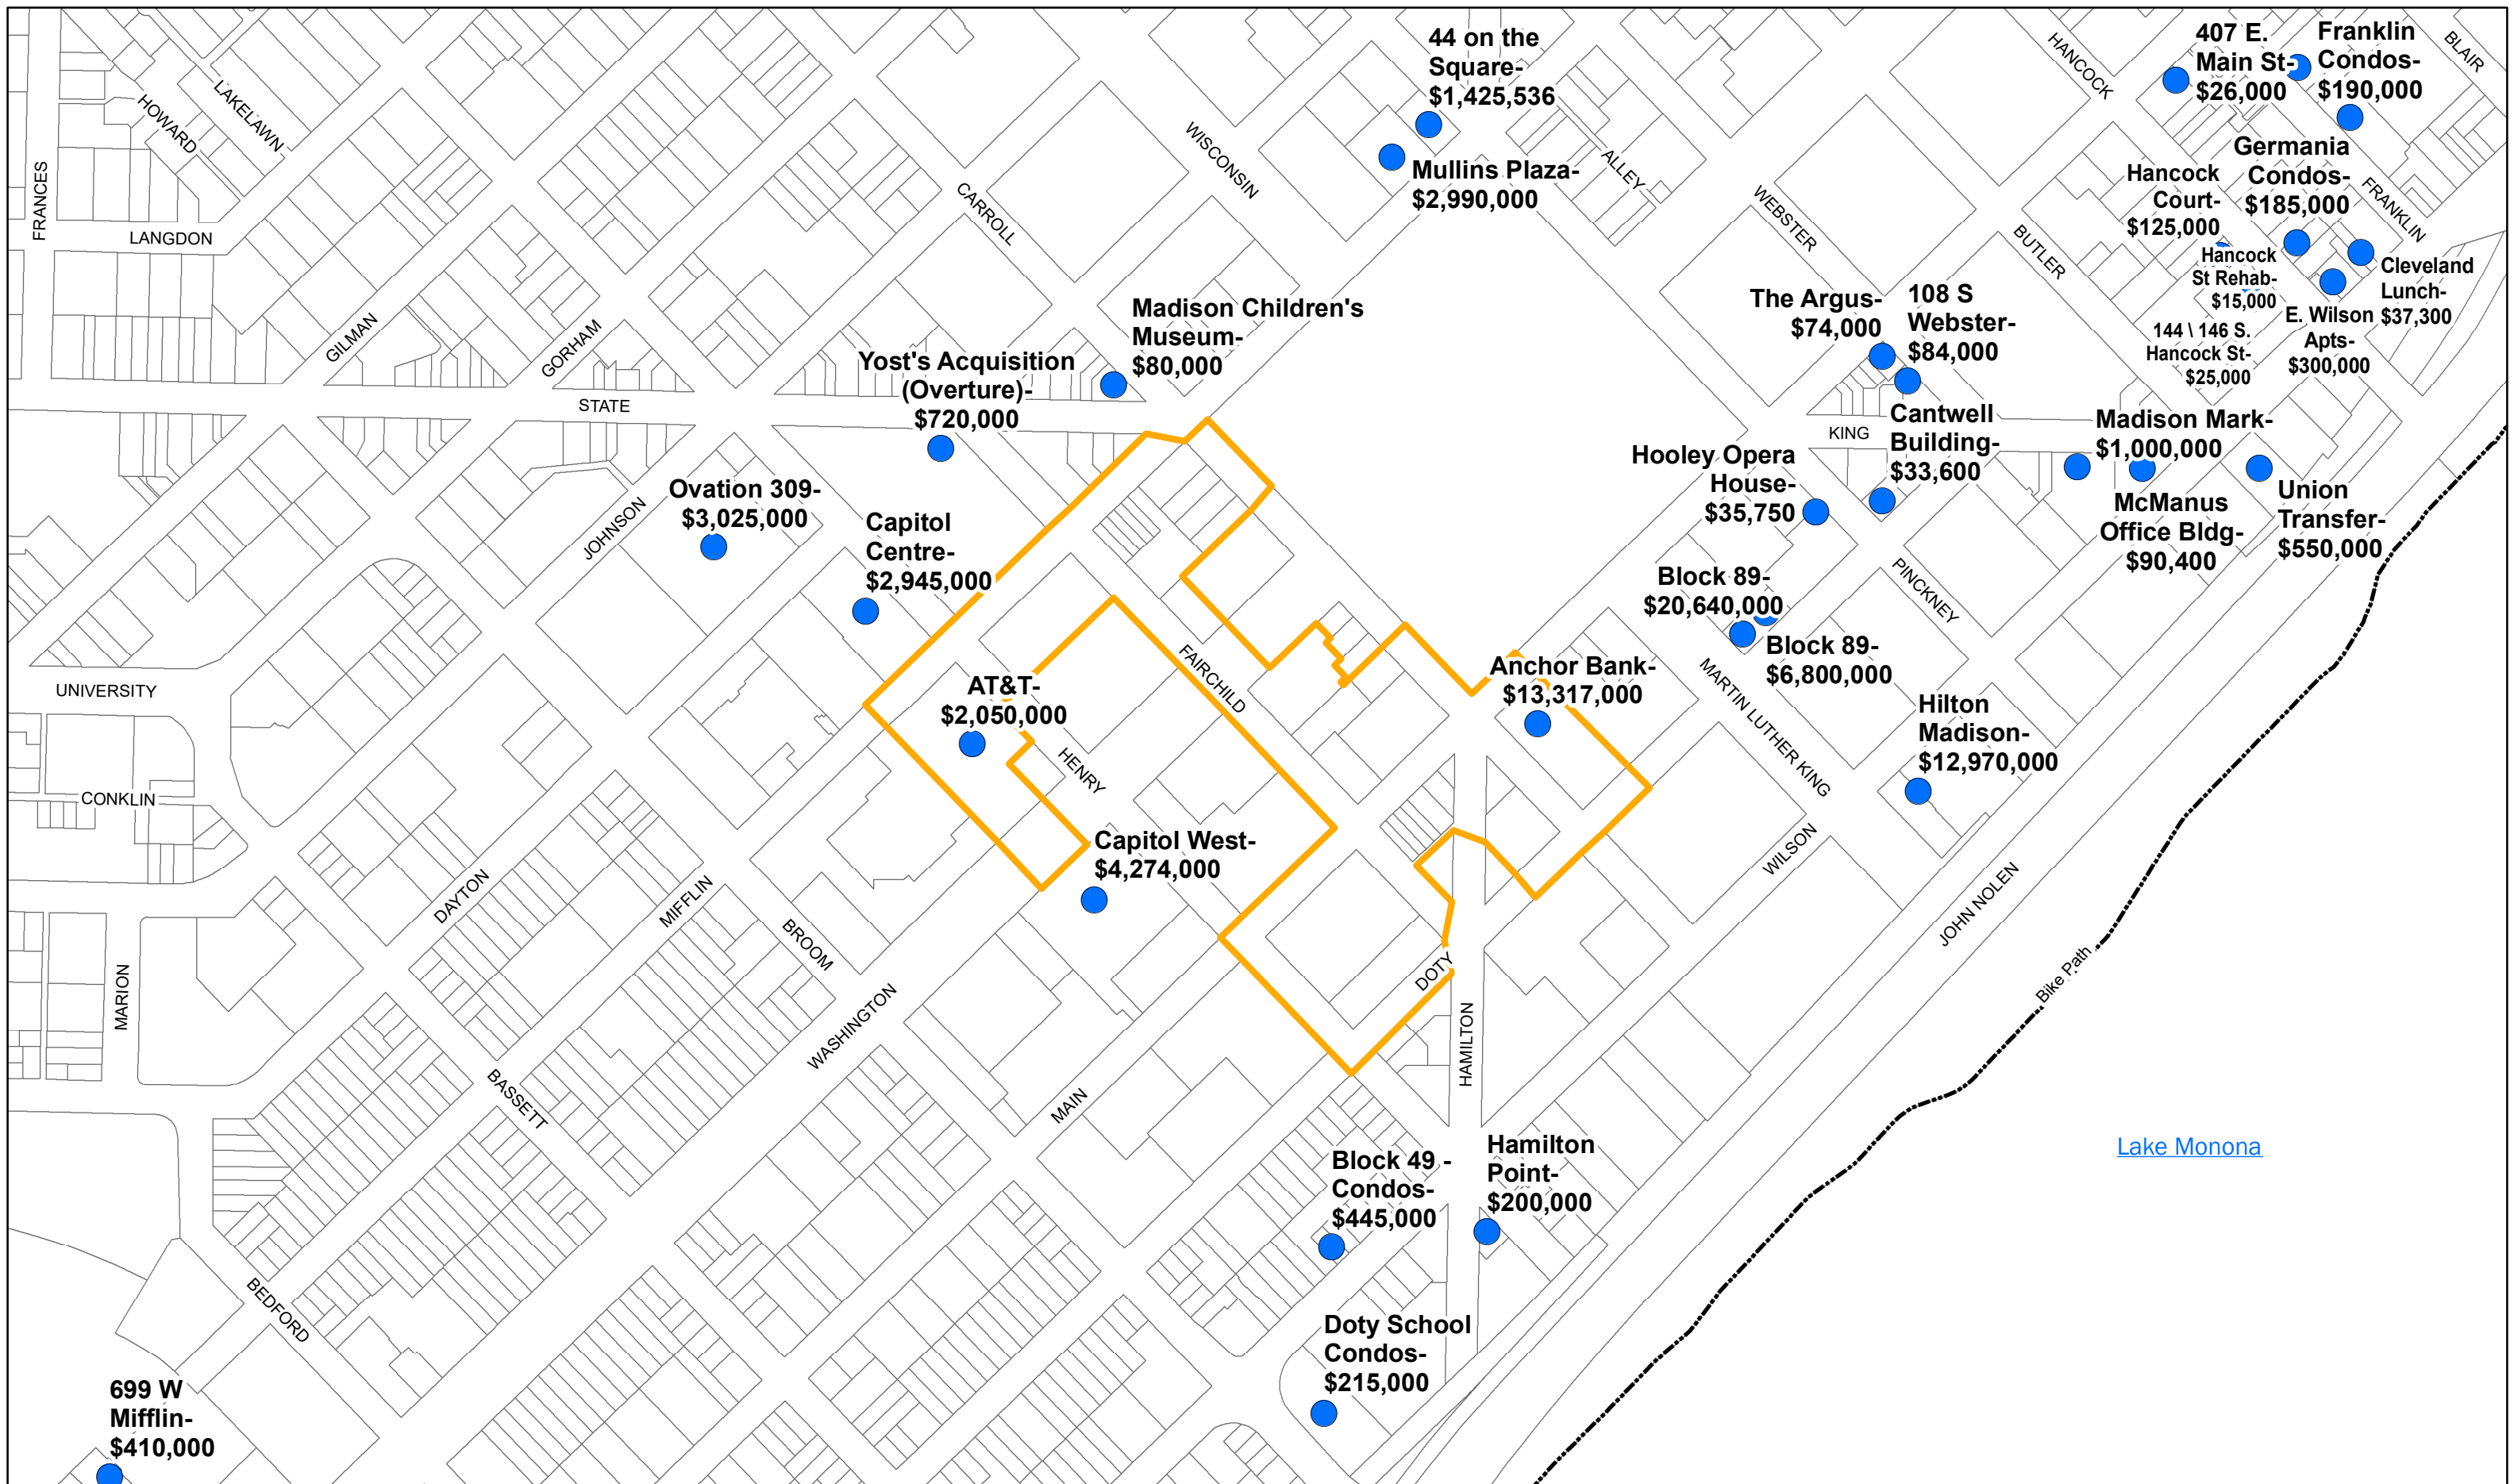 44 on the
Square-
$1,425,536
407 E.
Main St-
$26,000
Franklin
Condos-
$190,000
BLAIR
HANCOCK
LAKELAWN
HOWARD
WISCONSIN
ALLEY
Mullins Plaza-
$2,990,000
Germania
Condos-
$185,000
Hancock
Court-
$125,000
FRANKLIN
FRANCES
LANGDON
CARROLL
WEBSTER
BUTLER
Hancock
St Rehab-
$15,000
Cleveland
Lunch-
$37,300
The Argus-
$74,000
108 S
Webster-
$84,000
Madison Children's
Museum-
$80,000
144 \ 146 S.
Hancock St-
$25,000
E. Wilson
Apts-
$300,000
GILMAN
GORHAM
Yost's Acquisition
(Overture)-
$720,000
STATE
KING
Cantwell
Building-
$33,600
Madison Mark-
$1,000,000
Hooley Opera
House-
$35,750
Ovation 309-
$3,025,000
JOHNSON
Capitol
Centre-
$2,945,000
McManus
Office Bldg-
$90,400
Union
Transfer-
$550,000
Block 89-
$20,640,000
PINCKNEY
Block 89-
$6,800,000
UNIVERSITY
AT&T-
$2,050,000
FAIRCHILD
Anchor Bank-
$13,317,000
MARTIN LUTHER KING
Hilton
Madison-
$12,970,000
HENRY
CONKLIN
Capitol West-
$4,274,000
WILSON
DAYTON
MIFFLIN
BROOM
JOHN NOLEN
MARION
WASHINGTON
DOTY
Bike Path
HAMILTON
BASSETT
MAIN
Lake Monona
Block 49 -
Condos-
$445,000
Hamilton
Point-
$200,000
BEDFORD
Doty School
Condos-
$215,000
699 W
Mifflin-
$410,000